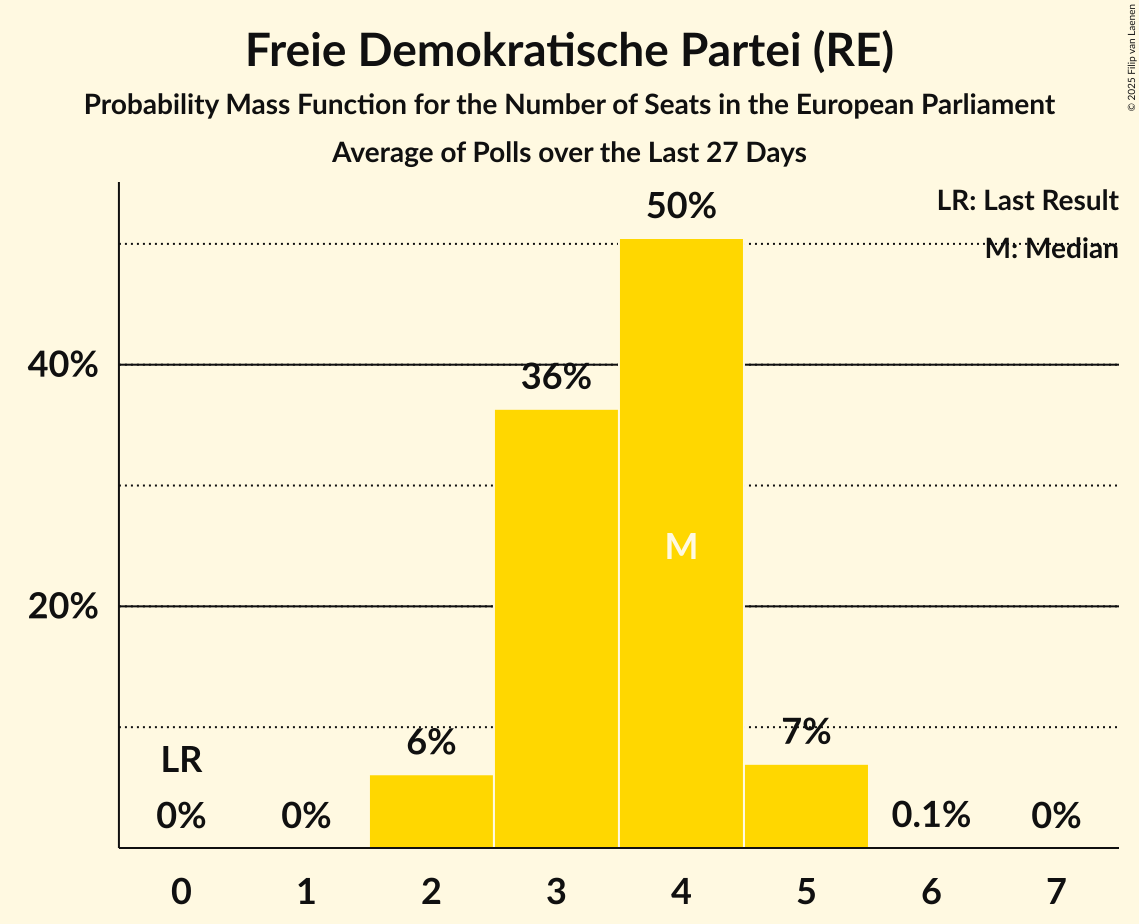 Freie Demokratische Partei (RE)
Probability Mass Function for the Number of Seats in the European Parliament
Average of Polls over the Last 27 Days
© 2025 Filip van Laenen
LR: Last Result
M: Median
50%
40%
36%
M
20%
LR
6%
7%
0%
0%
0.1%
0%
0
1
2
3
4
5
6
7